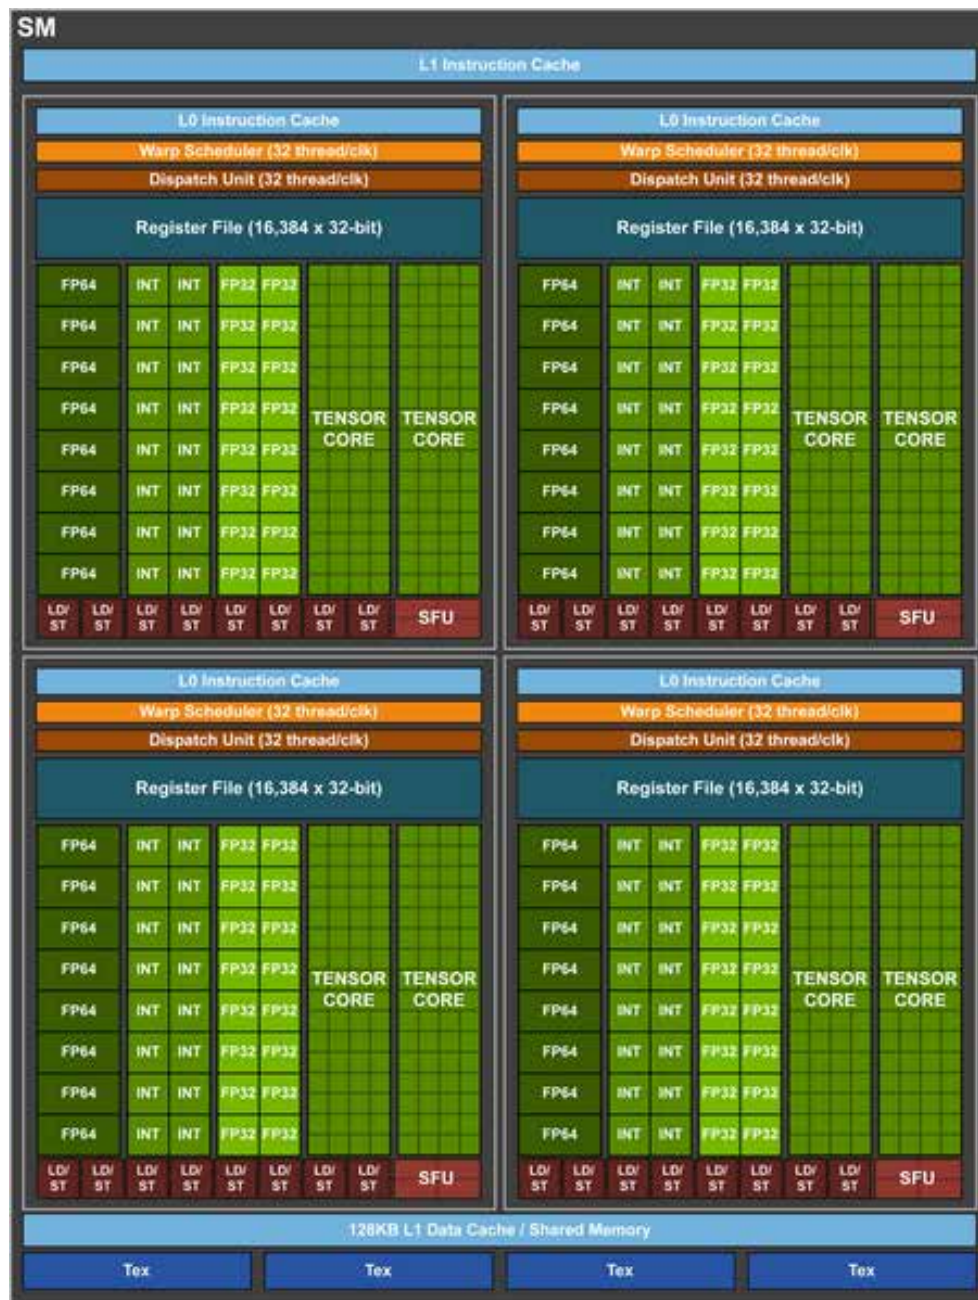 SM
L1 Instruction Cache
L0 Instruction Cache
Warp Scheduler (32 thread/clk)
Dispatch Unit (32 thread/clk)
Register File (16,384 x 32-bit)
FP64 INT INT FP32 FP32
FP64 INT INT FP32 FP32
FP64 INT INT FP32 FP32
FP64 INT INT FP32 FP32
TENSOR CORE TENSOR CORE
FP64 INT INT FP32 FP32
FP64 INT INT FP32 FP32
FP64 INT INT FP32 FP32
FP64 INT INT FP32 FP32
LD/ST LD/ST LD/ST LD/ST LD/ST LD/ST LD/ST LD/ST SFU
L0 Instruction Cache
Warp Scheduler (32 thread/clk)
Dispatch Unit (32 thread/clk)
Register File (16,384 x 32-bit)
FP64 INT INT FP32 FP32
FP64 INT INT FP32 FP32
FP64 INT INT FP32 FP32
FP64 INT INT FP32 FP32
TENSOR CORE TENSOR CORE
FP64 INT INT FP32 FP32
FP64 INT INT FP32 FP32
FP64 INT INT FP32 FP32
FP64 INT INT FP32 FP32
LD/ST LD/ST LD/ST LD/ST LD/ST LD/ST LD/ST LD/ST SFU
L0 Instruction Cache
Warp Scheduler (32 thread/clk)
Dispatch Unit (32 thread/clk)
Register File (16,384 x 32-bit)
FP64 INT INT FP32 FP32
FP64 INT INT FP32 FP32
FP64 INT INT FP32 FP32
FP64 INT INT FP32 FP32
TENSOR CORE TENSOR CORE
FP64 INT INT FP32 FP32
FP64 INT INT FP32 FP32
FP64 INT INT FP32 FP32
FP64 INT INT FP32 FP32
LD/ST LD/ST LD/ST LD/ST LD/ST LD/ST LD/ST LD/ST SFU
L0 Instruction Cache
Warp Scheduler (32 thread/clk)
Dispatch Unit (32 thread/clk)
Register File (16,384 x 32-bit)
FP64 INT INT FP32 FP32
FP64 INT INT FP32 FP32
FP64 INT INT FP32 FP32
FP64 INT INT FP32 FP32
TENSOR CORE TENSOR CORE
FP64 INT INT FP32 FP32
FP64 INT INT FP32 FP32
FP64 INT INT FP32 FP32
FP64 INT INT FP32 FP32
LD/ST LD/ST LD/ST LD/ST LD/ST LD/ST LD/ST LD/ST SFU
128KB L1 Data Cache / Shared Memory
Tex Tex Tex Tex